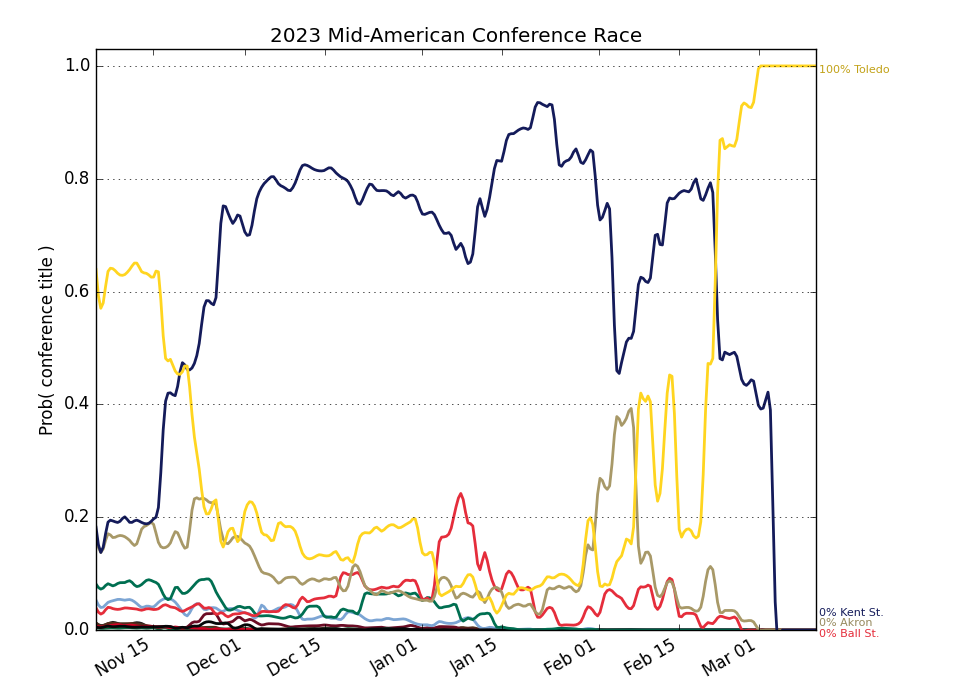 2023 Mid-American Conference Race
Prob( conference title )
1.0
0.8
0.6
0.4
0.2
0.0
Nov 15
Dec 01
Dec 15
Jan 01
Jan 15
Feb 01
Feb 15
Mar 01
100% Toledo
0% Kent St.
0% Akron
0% Ball St.